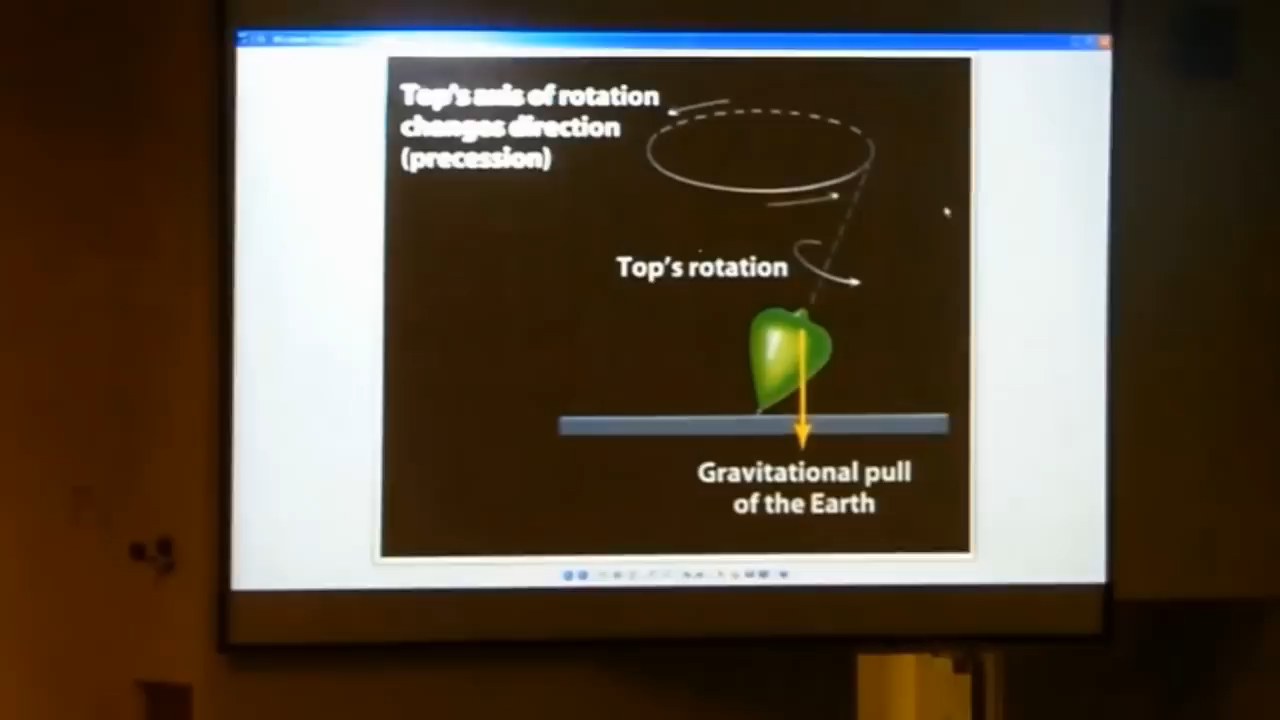 Top's axis of rotation
changes direction
(precession)
Top's rotation
Gravitational pull
of the Earth